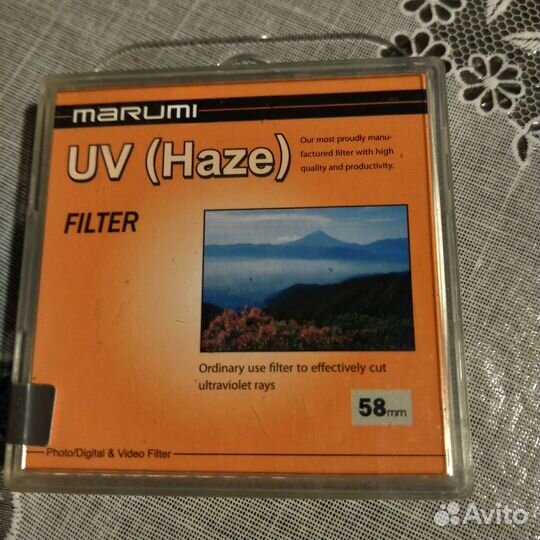 marumi
UV (Haze)
Our most proudly manu-
factured filter with high
quality and productivity.
FILTER
Ordinary use filter to effectively cut
ultraviolet rays
58mm
Photo/Digital & Video Filter
Avito